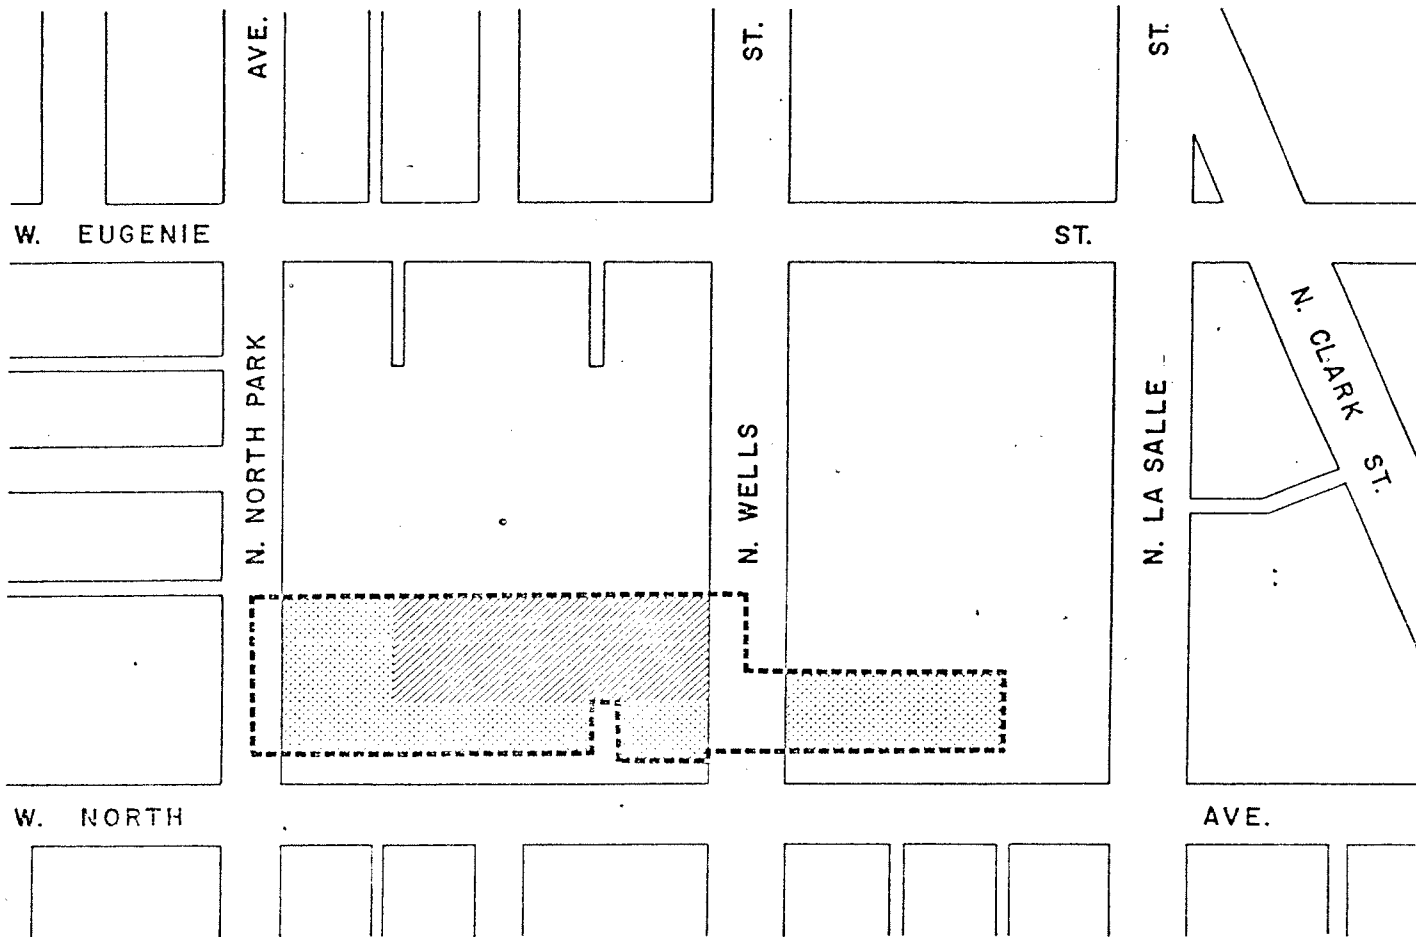 AVE.
ST.
ST.
W. EUGENIE
ST.
N. NORTH PARK
N. WELLS
N. LA SALLE
N. CLARK ST.
W. NORTH
AVE.